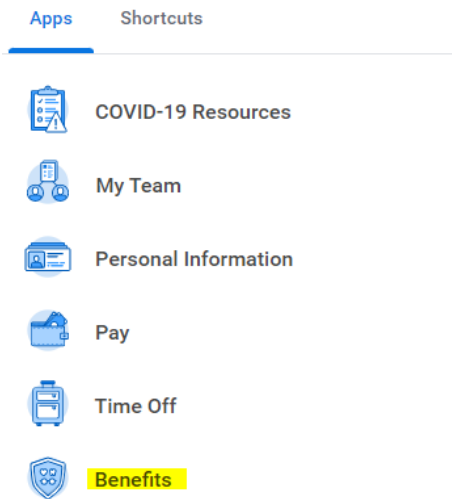 Apps Shortcuts
COVID-19 Resources
My Team
Personal Information
Pay
Time Off
Benefits